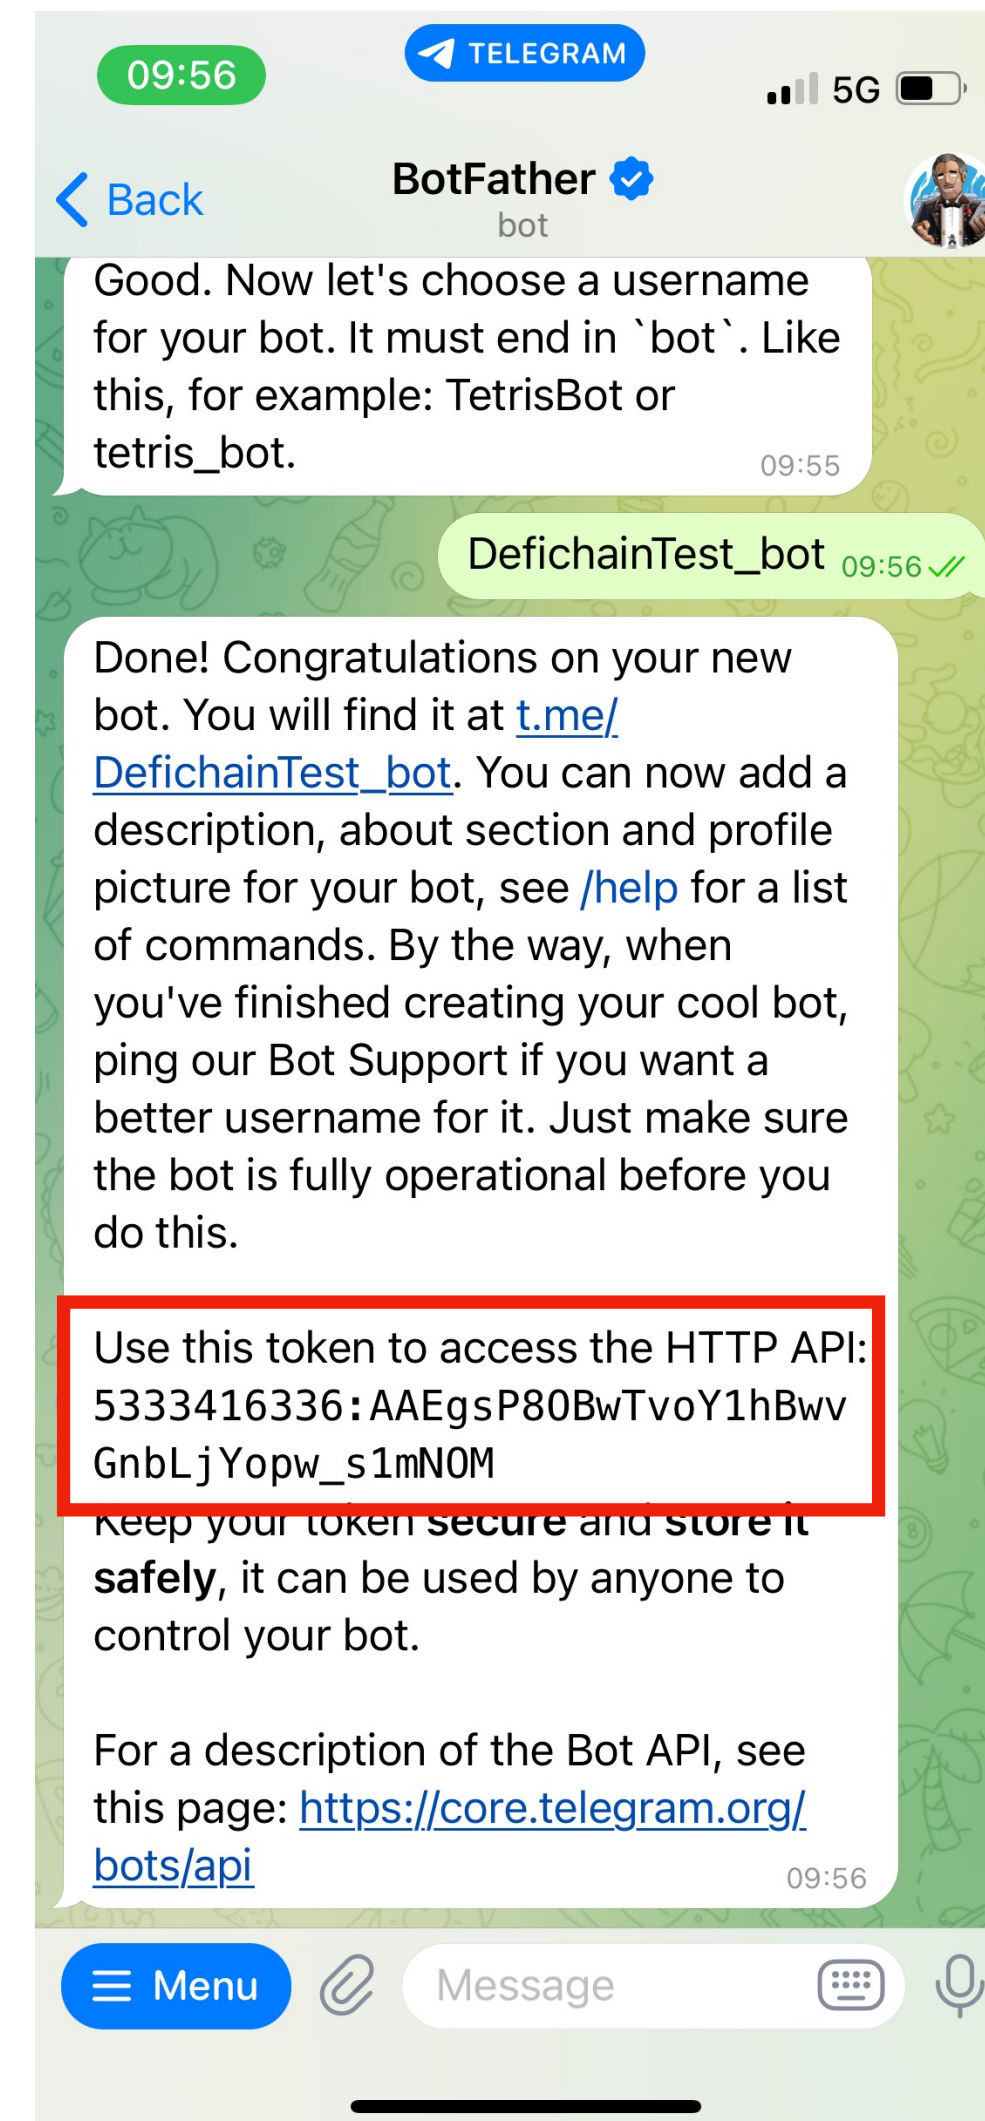 09:56
TELEGRAM
5G
Back
BotFather
bot
Good. Now let's choose a username
for your bot. It must end in `bot`. Like
this, for example: TetrisBot or
tetris_bot.
09:55
DefichainTest_bot 09:56
Done! Congratulations on your new
bot. You will find it at t.me/
DefichainTest_bot. You can now add a
description, about section and profile
picture for your bot, see /help for a list
of commands. By the way, when
you've finished creating your cool bot,
ping our Bot Support if you want a
better username for it. Just make sure
the bot is fully operational before you
do this.
Use this token to access the HTTP API:
5333416336:AAEgsP8OBwTvoY1hBwv
GnbLjYopw_s1mNOM
Keep your token secure and store it
safely, it can be used by anyone to
control your bot.
For a description of the Bot API, see
this page: https://core.telegram.org/
bots/api
09:56
Menu
Message